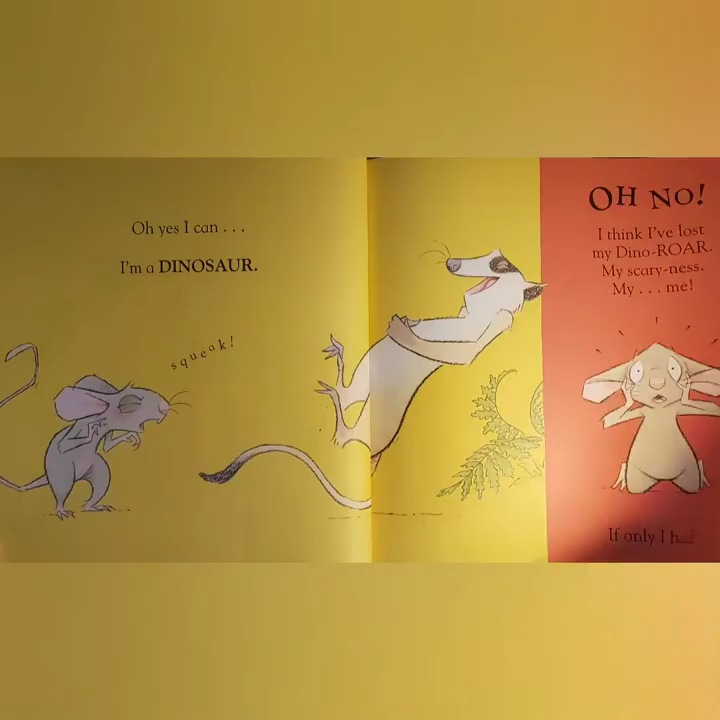 Oh yes I can . . .
I'm a DINOSAUR.
squeak!
OH NO!
I think I've lost
my Dino-ROAR.
My scary-ness.
My . . . me!
If only I